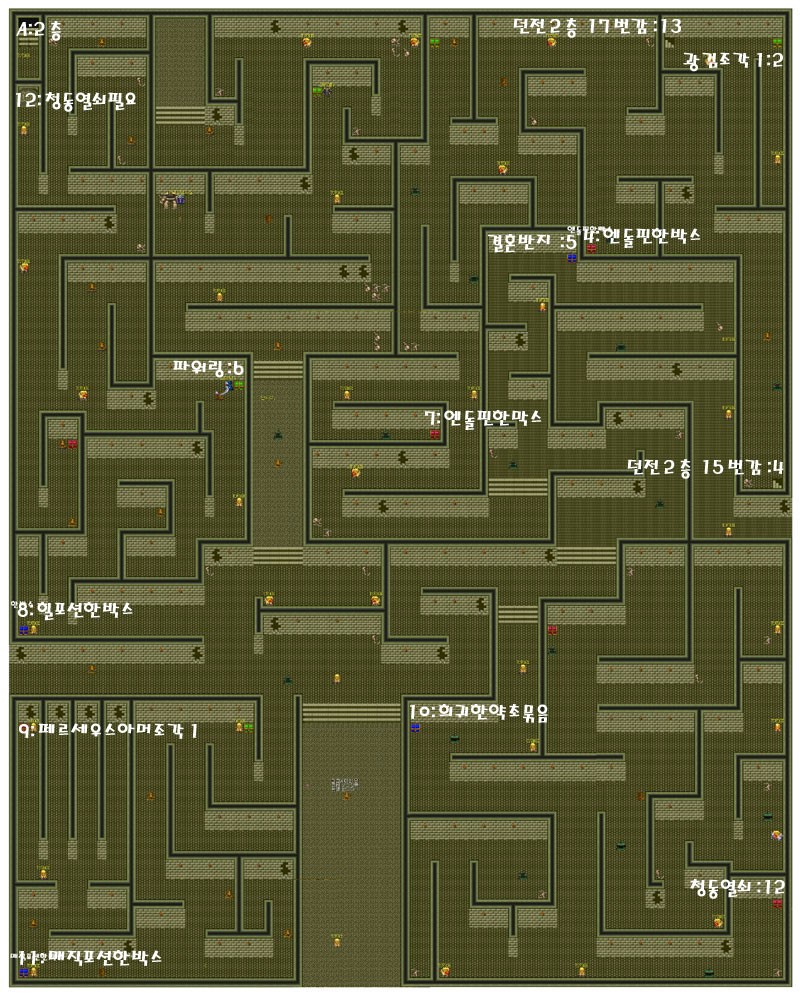 A:2층
던전2층 17번감:13
광검조각 1:2
12:청동열쇠필요
결혼반지 :5
4:엔돌핀한박스
파워링:6
7:엔돌핀한막스
던전2층 15번감:4
8:힐포션한박스
9:페르세우스아머조각 1
10:희귀한약초묶음
청동열쇠:12
11:매직포션한박스